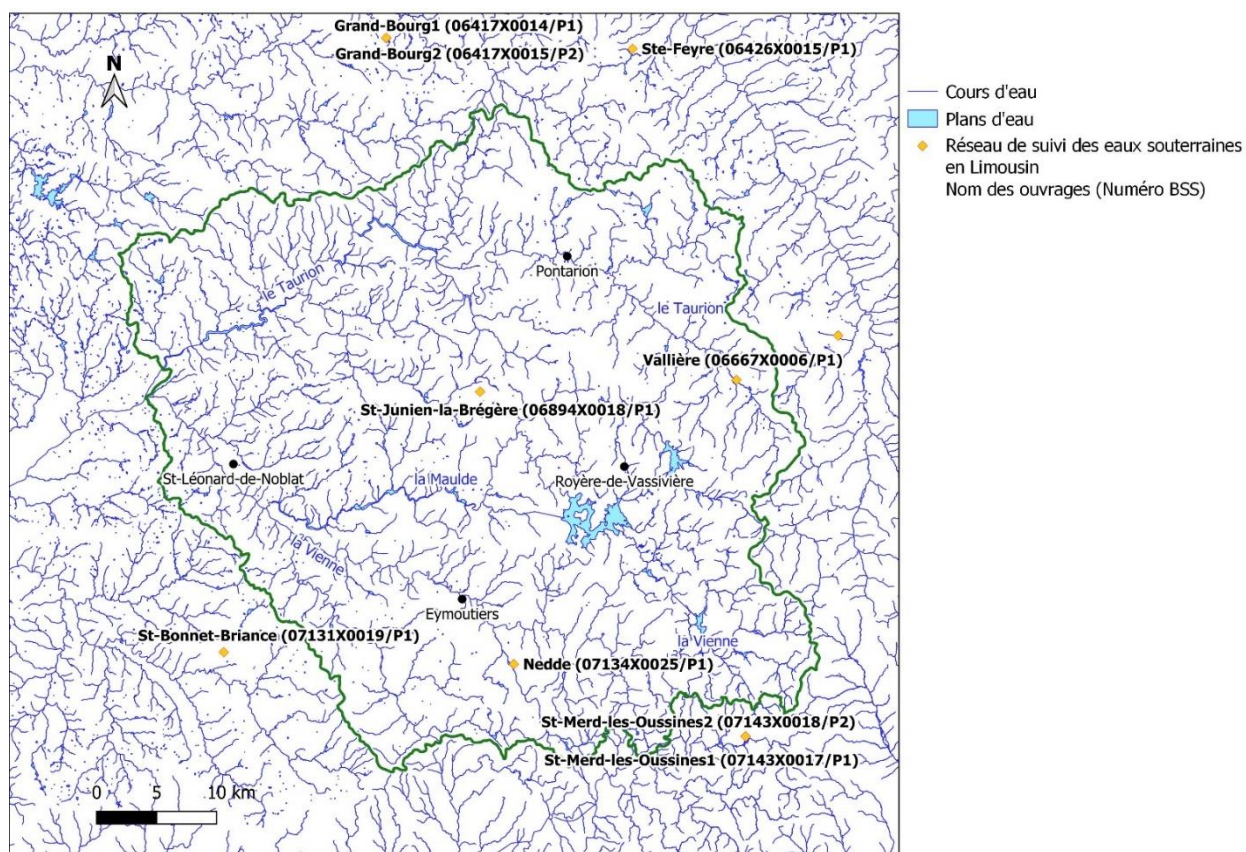 Grand-Bourg1 (06417X0014/P1)
Grand-Bourg2 (06417X0015/P2)
Ste-Feyre (06426X0015/P1)
N
Cours d'eau
Plans d'eau
Réseau de suivi des eaux souterraines
en Limousin
Nom des ouvrages (Numéro BSS)
Pontarion
le Taurion
le Taurion
Vallière (06667X0006/P1)
St-Junien-la-Brégère (06894X0018/P1)
St-Léonard-de-Noblat
la Maulde
Royère-de-Vassivière
la Vienne
Eymoutiers
St-Bonnet-Briance (07131X0019/P1)
la Vienne
Nedde (07134X0025/P1)
St-Merd-les-Oussines2 (07143X0018/P2)
St-Merd-les-Oussines1 (07143X0017/P1)
0 5 10 km